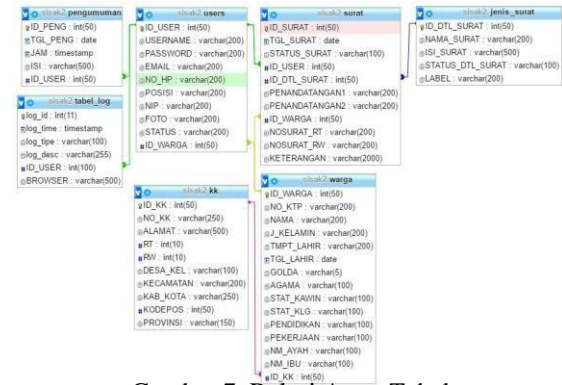 sisak2 pengumuman
ID_PENG : int(50)
TGL_PENG : date
JAM : timestamp
ISI : varchar(500)
ID_USER : int(50)
sisak2 tabel_log
log_id : int(11)
log_time : timestamp
log_tipe : varchar(100)
log_desc : varchar(255)
ID_USER : int(100)
BROWSER : varchar(500)
sisak2 users
ID_USER : int(50)
USERNAME : varchar(200)
PASSWORD : varchar(200)
EMAIL : varchar(200)
NO_HP : varchar(200)
POSISI : varchar(200)
NIP : varchar(200)
FOTO : varchar(200)
STATUS : varchar(200)
ID_WARGA : int(50)
sisak2 surat
ID_SURAT : int(50)
TGL_SURAT : date
STATUS_SURAT : varchar(100)
ID_USER : int(50)
ID_DTL_SURAT : int(50)
PENANDATANGAN1 : varchar(200)
PENANDATANGAN2 : varchar(200)
ID_WARGA : int(50)
NOSURAT_RT : varchar(200)
NOSURAT_RW : varchar(200)
KETERANGAN : varchar(2000)
sisak2 jenis_surat
ID_DTL_SURAT : int(50)
NAMA_SURAT : varchar(200)
ISI_SURAT : varchar(500)
STATUS_DTL_SURAT : varchar(100)
LABEL : varchar(200)
sisak2 kk
ID_KK : int(50)
NO_KK : varchar(250)
ALAMAT : varchar(500)
RT : int(10)
RW : int(10)
DESA_KEL : varchar(100)
KECAMATAN : varchar(200)
KAB_KOTA : varchar(250)
KODEPOS : int(50)
PROVINSI : varchar(150)
sisak2 warga
ID_WARGA : int(50)
NO_KTP : varchar(200)
NAMA : varchar(200)
J_KELAMIN : varchar(200)
TMPT_LAHIR : varchar(200)
TGL_LAHIR : date
GOLDA : varchar(5)
AGAMA : varchar(100)
STAT_KAWIN : varchar(100)
STAT_KLG : varchar(100)
PENDIDIKAN : varchar(100)
PEKERJAAN : varchar(100)
NM_AYAH : varchar(100)
NM_IBU : varchar(100)
ID_KK : int(50)